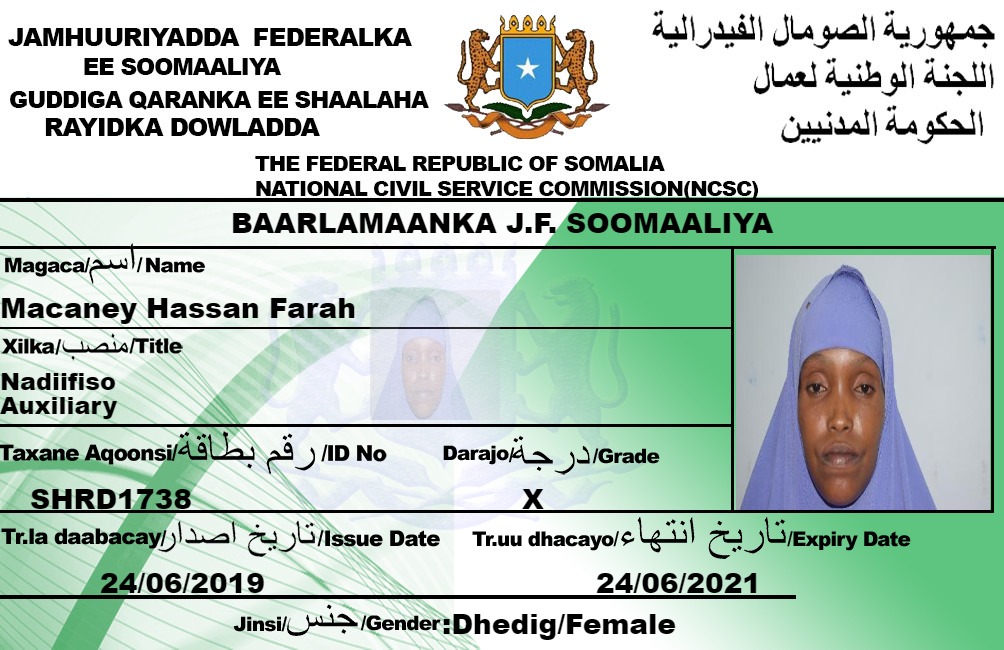 JAMHUURIYADDA FEDERALKA
EE SOOMAALIYA
GUDDIGA QARANKA EE SHAALAHA
RAYIDKA DOWLADDA
جمهورية الصومال الفيدرالية
اللجنة الوطنية لعمال
الحكومة المدنيين
THE FEDERAL REPUBLIC OF SOMALIA
NATIONAL CIVIL SERVICE COMMISSION(NCSC)
BAARLAMAANKA J.F. SOOMAALIYA
Magaca/اسم/Name
Macaney Hassan Farah
Xilka/منصب/Title
Nadiifiso
Auxiliary
Taxane Aqoonsi/رقم بطاقة/ID No
SHRD1738
Darajo/درجة/Grade
X
Tr.la daabacay/تاريخ اصدار/Issue Date
24/06/2019
Tr.uu dhacayo/تاريخ انتهاء/Expiry Date
24/06/2021
Jinsi/جنس/Gender:Dhedig/Female